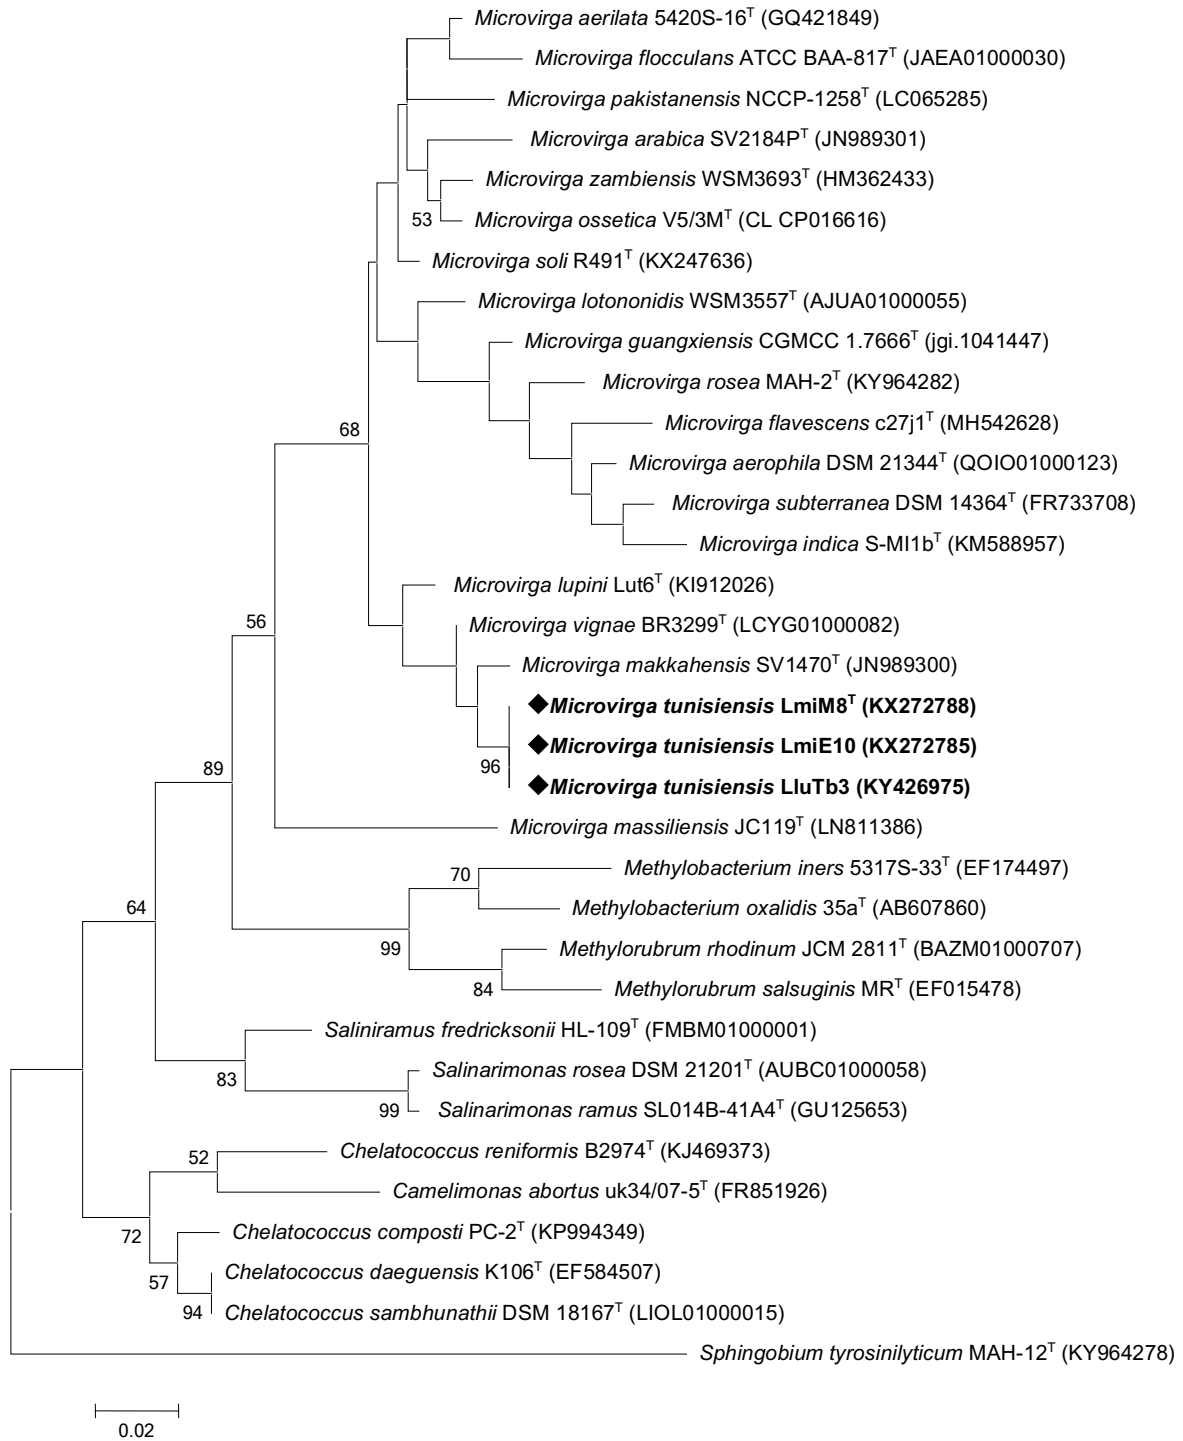 Microvirga aerilata 5420S-16ᵀ (GQ421849)
Microvirga flocculans ATCC BAA-817ᵀ (JAEA01000030)
Microvirga pakistanensis NCCP-1258ᵀ (LC065285)
Microvirga arabica SV2184Pᵀ (JN989301)
Microvirga zambiensis WSM3693ᵀ (HM362433)
53 Microvirga ossetica V5/3Mᵀ (CL CP016616)
Microvirga soli R491ᵀ (KX247636)
Microvirga lotononidis WSM3557ᵀ (AJUA01000055)
Microvirga guangxiensis CGMCC 1.7666ᵀ (jgi.1041447)
Microvirga rosea MAH-2ᵀ (KY964282)
Microvirga flavescens c27j1ᵀ (MH542628)
68
Microvirga aerophila DSM 21344ᵀ (QOIO01000123)
Microvirga subterranea DSM 14364ᵀ (FR733708)
Microvirga indica S-MI1bᵀ (KM588957)
Microvirga lupini Lut6ᵀ (KI912026)
56 Microvirga vignae BR3299ᵀ (LCYG01000082)
Microvirga makkahensis SV1470ᵀ (JN989300)
◆Microvirga tunisiensis LmiM8ᵀ (KX272788)
◆Microvirga tunisiensis LmiE10 (KX272785)
96
89
◆Microvirga tunisiensis LluTb3 (KY426975)
Microvirga massiliensis JC119ᵀ (LN811386)
70 Methylobacterium iners 5317S-33ᵀ (EF174497)
64 Methylobacterium oxalidis 35aᵀ (AB607860)
99 Methylorubrum rhodinum JCM 2811ᵀ (BAZM01000707)
84 Methylorubrum salsuginis MRᵀ (EF015478)
Saliniramus fredricksonii HL-109ᵀ (FMBM01000001)
83 Salinarimonas rosea DSM 21201ᵀ (AUBC01000058)
99 Salinarimonas ramus SL014B-41A4ᵀ (GU125653)
52 Chelatococcus reniformis B2974ᵀ (KJ469373)
Camelimonas abortus uk34/07-5ᵀ (FR851926)
72 Chelatococcus composti PC-2ᵀ (KP994349)
57 Chelatococcus daeguensis K106ᵀ (EF584507)
94 Chelatococcus sambhunathii DSM 18167ᵀ (LIOL01000015)
Sphingobium tyrosinilyticum MAH-12ᵀ (KY964278)
0.02